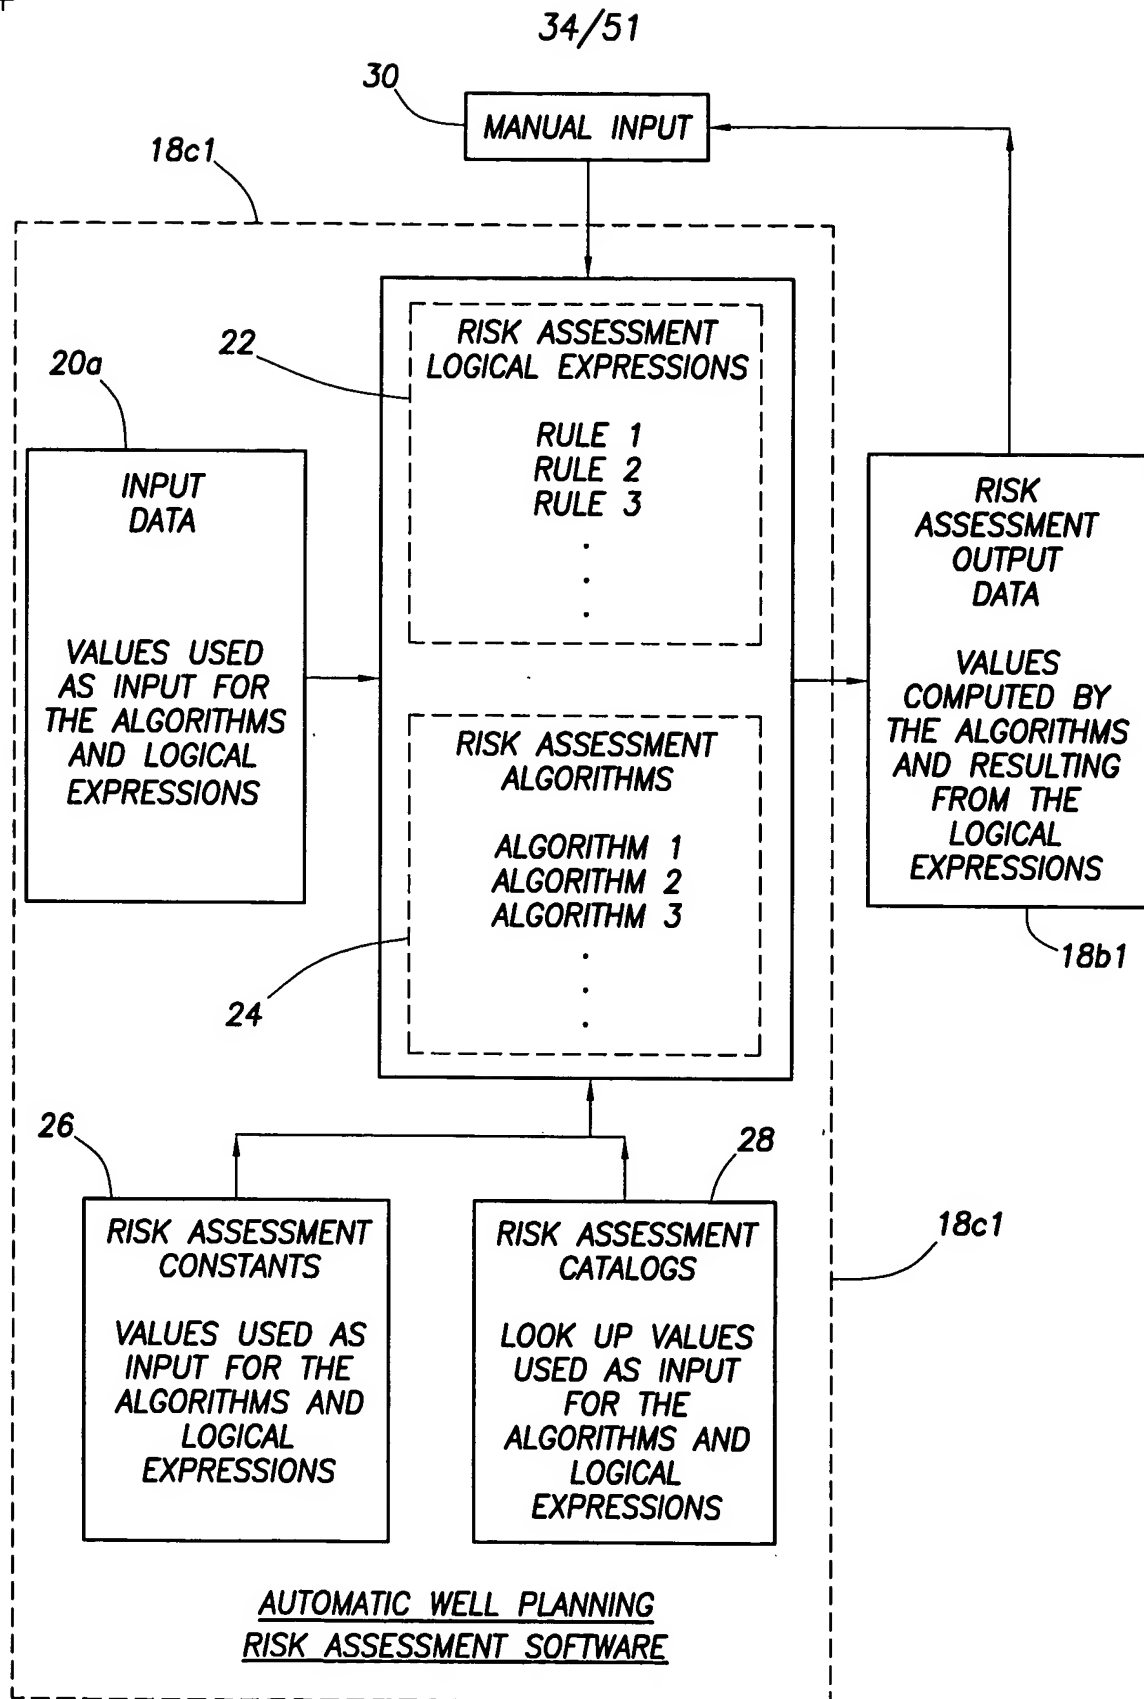 34/51
30
MANUAL INPUT
18c1
22
RISK ASSESSMENT
LOGICAL EXPRESSIONS
RULE 1
RULE 2
RULE 3
.
.
.
20a
INPUT
DATA
VALUES USED
AS INPUT FOR
THE ALGORITHMS
AND LOGICAL
EXPRESSIONS
RISK
ASSESSMENT
OUTPUT
DATA
VALUES
COMPUTED BY
THE ALGORITHMS
AND RESULTING
FROM THE
LOGICAL
EXPRESSIONS
18b1
RISK ASSESSMENT
ALGORITHMS
ALGORITHM 1
ALGORITHM 2
ALGORITHM 3
.
.
.
24
26
RISK ASSESSMENT
CONSTANTS
VALUES USED AS
INPUT FOR THE
ALGORITHMS AND
LOGICAL
EXPRESSIONS
28
RISK ASSESSMENT
CATALOGS
LOOK UP VALUES
USED AS INPUT
FOR THE
ALGORITHMS AND
LOGICAL
EXPRESSIONS
18c1
AUTOMATIC WELL PLANNING
RISK ASSESSMENT SOFTWARE